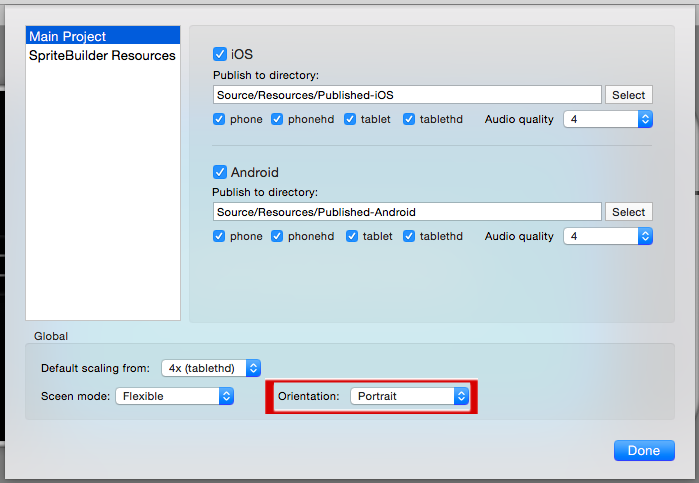 Main Project
SpriteBuilder Resources
iOS
Publish to directory:
Source/Resources/Published-iOS Select
phone phonehd tablet tablethd Audio quality 4
Android
Publish to directory:
Source/Resources/Published-Android Select
phone phonehd tablet tablethd Audio quality 4
Global
Default scaling from: 4x (tablethd)
Sceen mode: Flexible Orientation: Portrait
Done